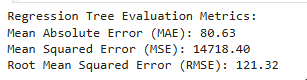 Regression Tree Evaluation Metrics:
Mean Absolute Error (MAE): 80.63
Mean Squared Error (MSE): 14718.40
Root Mean Squared Error (RMSE): 121.32